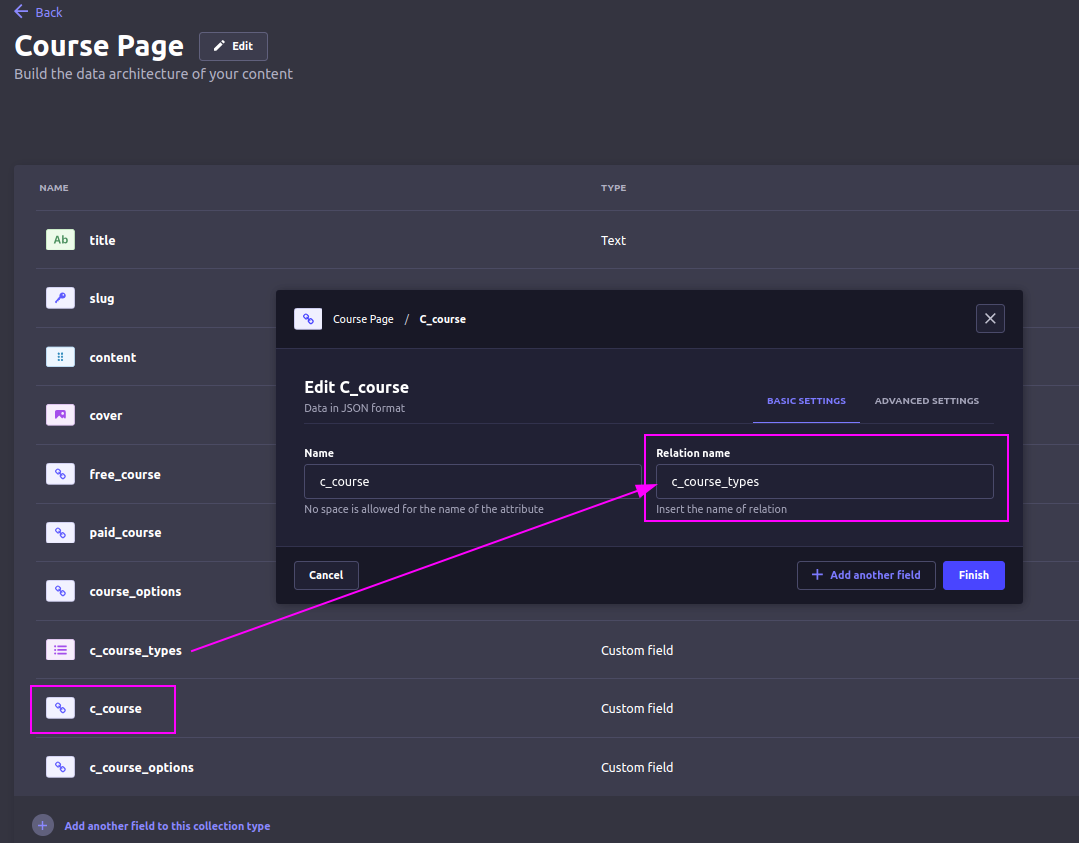 Back
Course Page
Edit
Build the data architecture of your content
NAME TYPE
Ab title Text
slug
content
cover
free_course
paid_course
course_options
c_course_types Custom field
c_course Custom field
c_course_options Custom field
Add another field to this collection type
Course Page / C_course
Edit C_course
Data in JSON format
BASIC SETTINGS ADVANCED SETTINGS
Name
c_course
No space is allowed for the name of the attribute
Relation name
c_course_types
Insert the name of relation
Cancel
Add another field
Finish